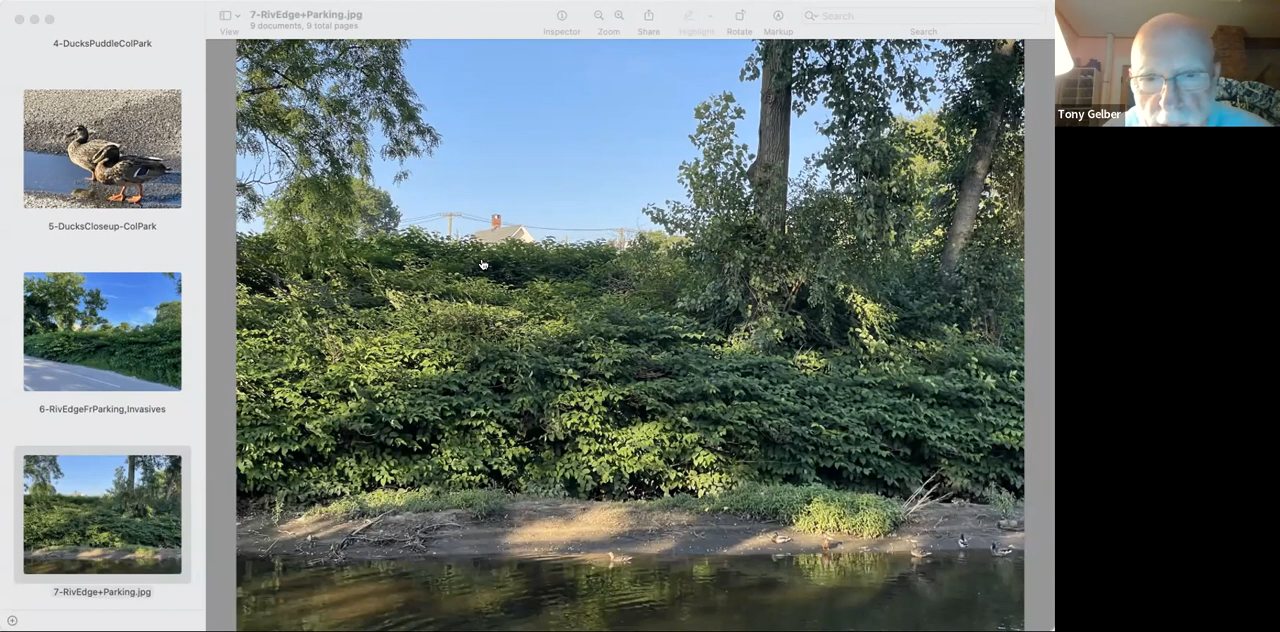 7-RivEdge+Parking.jpg
9 documents, 9 total pages
View
Inspector
Zoom
Share
Highlight
Rotate
Markup
Search
Search
4-DucksPuddleColPark
5-DucksCloseup-ColPark
6-RivEdgeFrParking,Invasives
7-RivEdge+Parking.jpg
Tony Gelber